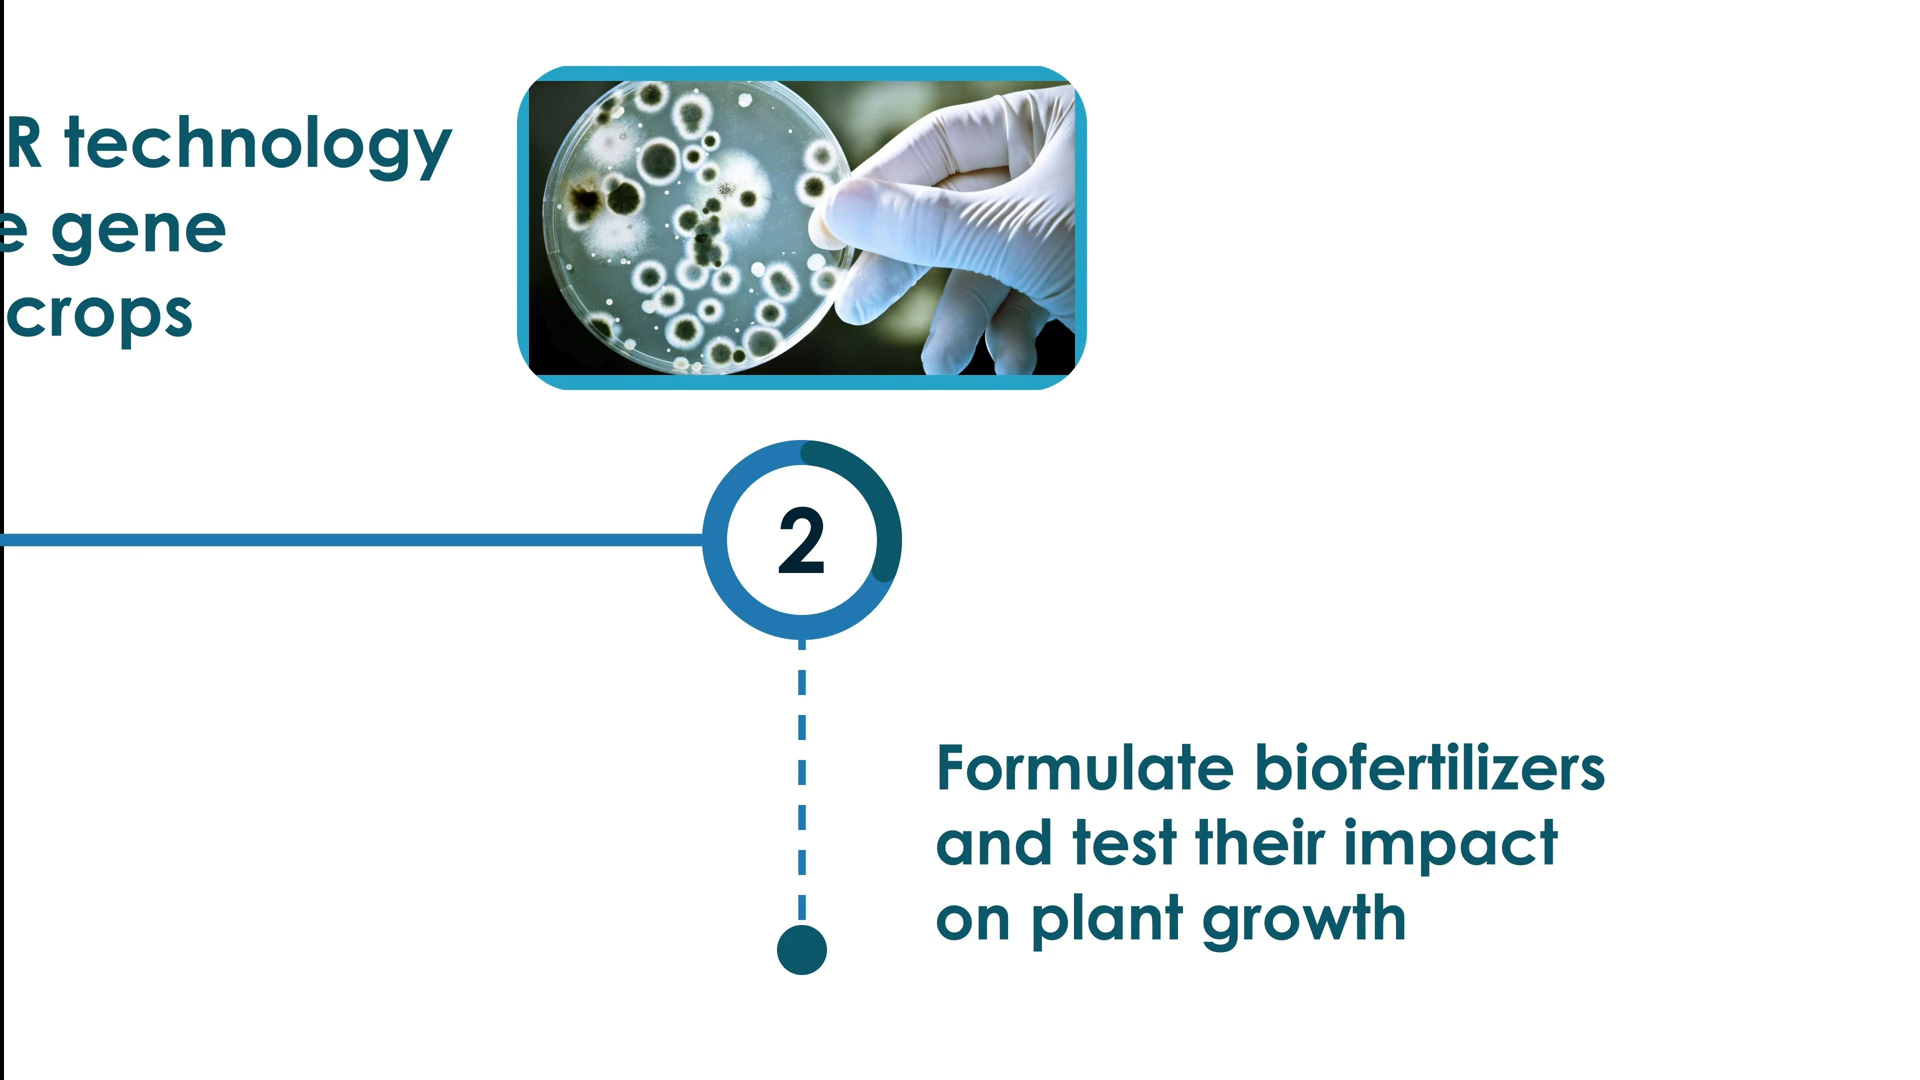 R technology
gene
crops
2
Formulate biofertilizers
and test their impact
on plant growth